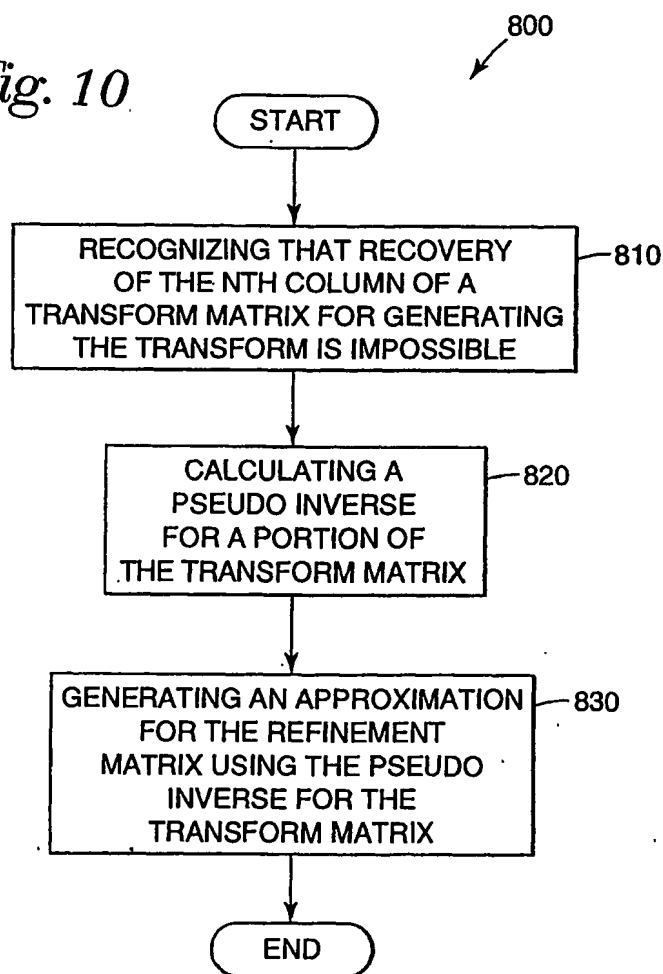 Fig. 10
800
START
RECOGNIZING THAT RECOVERY
OF THE NTH COLUMN OF A
TRANSFORM MATRIX FOR GENERATING
THE TRANSFORM IS IMPOSSIBLE
810
CALCULATING A
PSEUDO INVERSE
FOR A PORTION OF
THE TRANSFORM MATRIX
820
GENERATING AN APPROXIMATION
FOR THE REFINEMENT
MATRIX USING THE PSEUDO
INVERSE FOR THE
TRANSFORM MATRIX
830
END